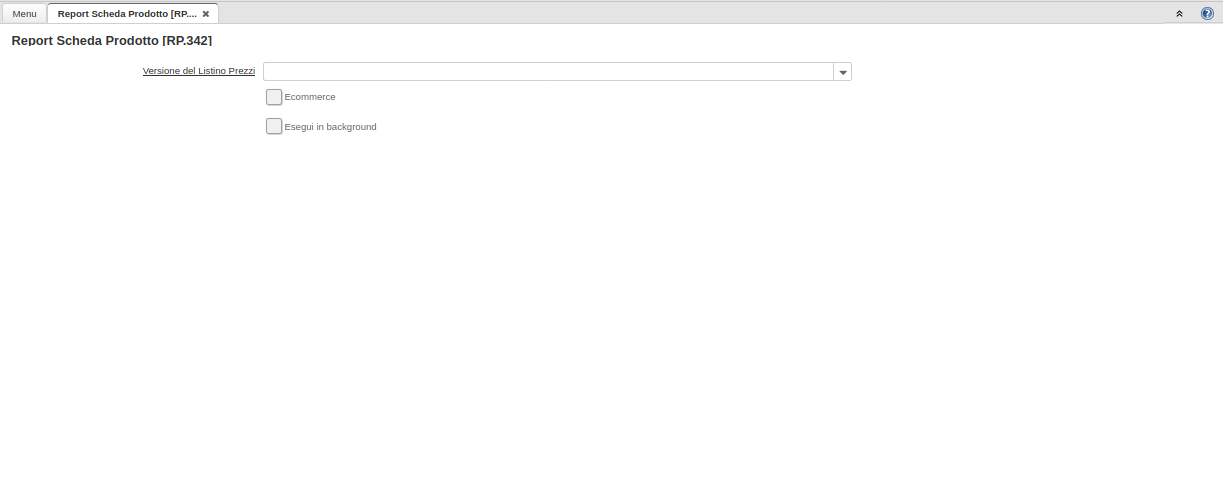 Menu
Report Scheda Prodotto [RP....
Report Scheda Prodotto [RP.342]
Versione del Listino Prezzi
Ecommerce
Esegui in background